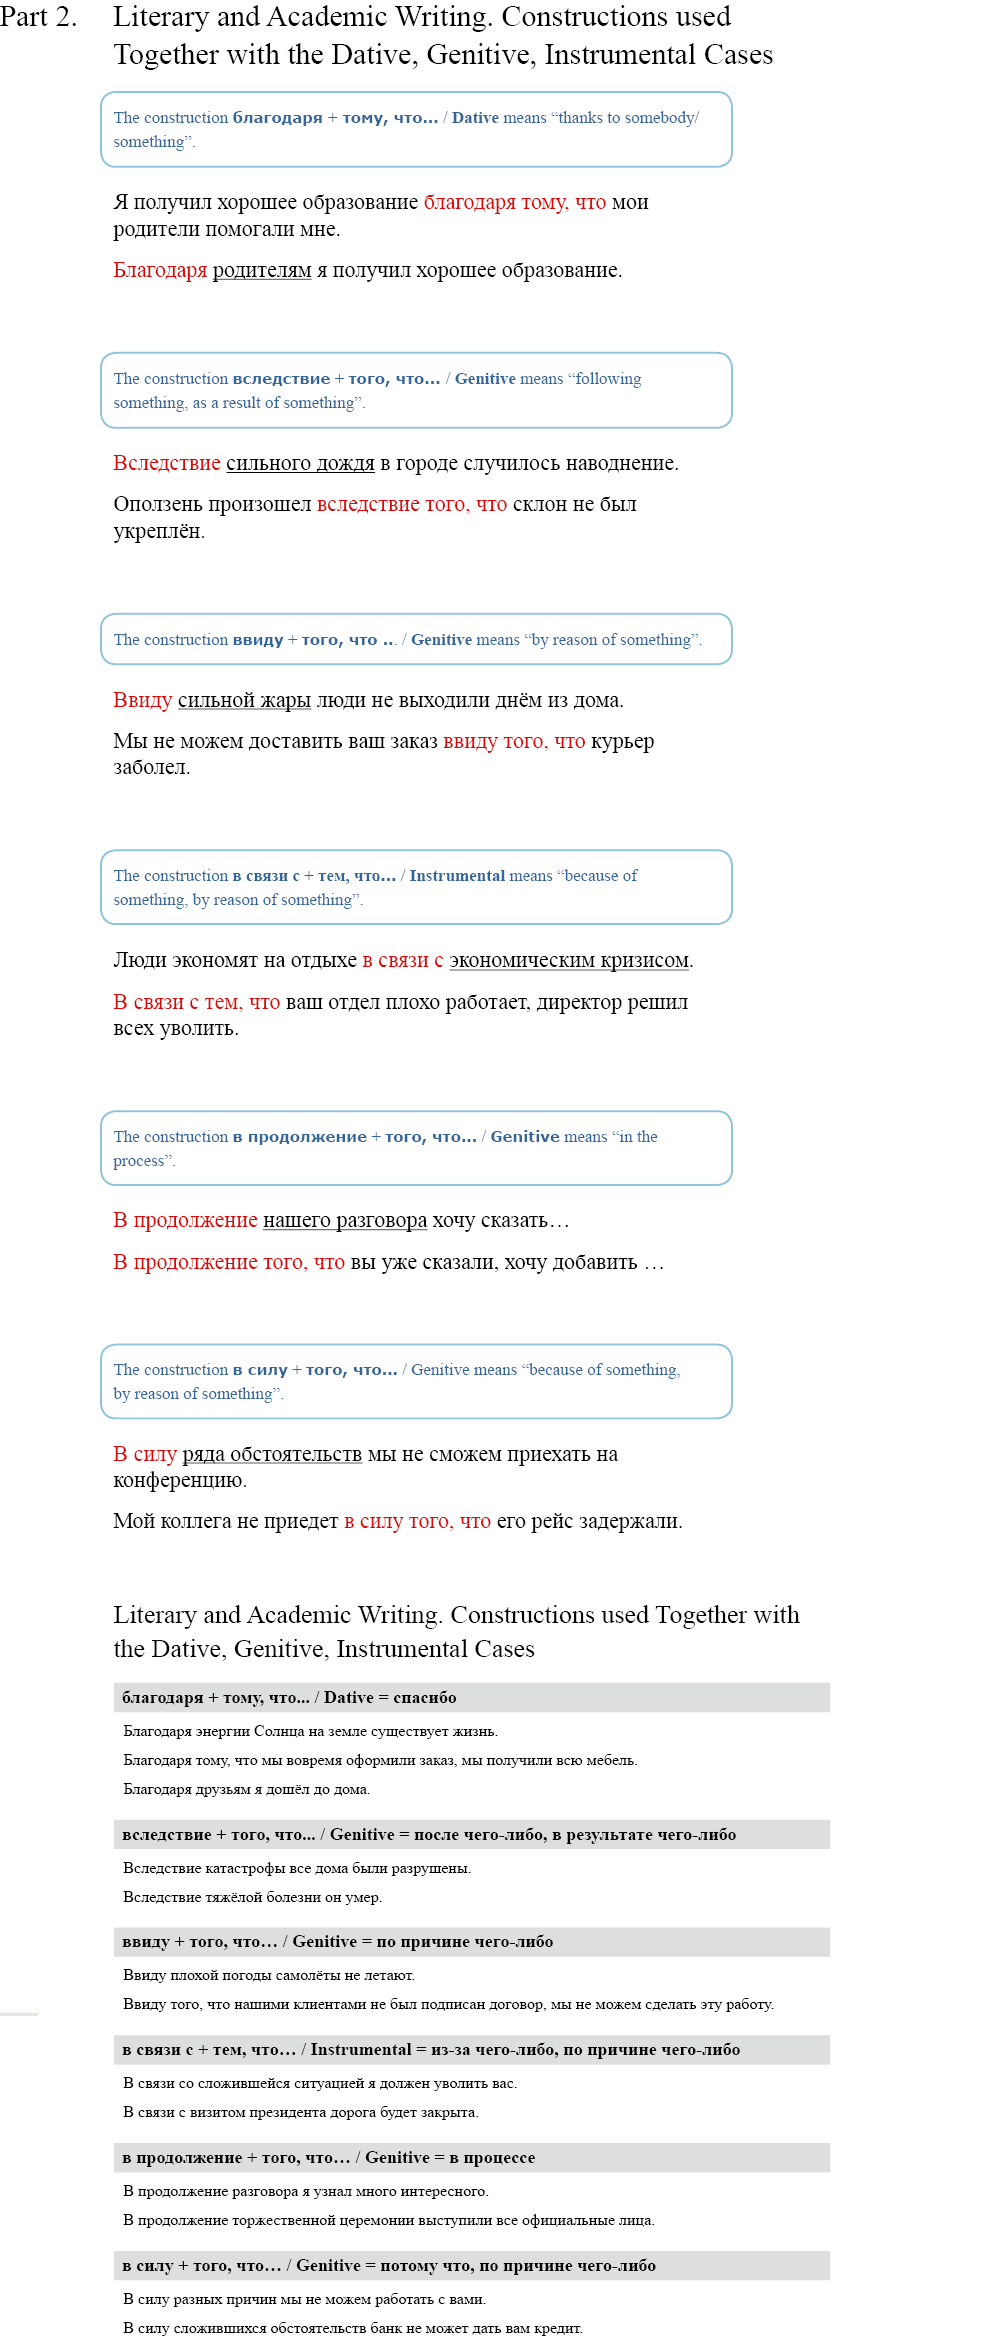 Part 2. Literary and Academic Writing. Constructions used
Together with the Dative, Genitive, Instrumental Cases
The construction благодаря + тому, что... / Dative means “thanks to somebody/
something”.
Я получил хорошее образование благодаря тому, что мои
родители помогали мне.
Благодаря родителям я получил хорошее образование.
The construction вследствие + того, что... / Genitive means “following
something, as a result of something”.
Вследствие сильного дождя в городе случилось наводнение.
Оползень произошел вследствие того, что склон не был
укреплён.
The construction ввиду + того, что ... / Genitive means “by reason of something”.
Ввиду сильной жары люди не выходили днём из дома.
Мы не можем доставить ваш заказ ввиду того, что курьер
заболел.
The construction в связи с + тем, что… / Instrumental means “because of
something, by reason of something”.
Люди экономят на отдыхе в связи с экономическим кризисом.
В связи с тем, что ваш отдел плохо работает, директор решил
всех уволить.
The construction в продолжение + того, что... / Genitive means “in the
process”.
В продолжение нашего разговора хочу сказать…
В продолжение того, что вы уже сказали, хочу добавить …
The construction в силу + того, что... / Genitive means “because of something,
by reason of something”.
В силу ряда обстоятельств мы не сможем приехать на
конференцию.
Мой коллега не приедет в силу того, что его рейс задержали.
Literary and Academic Writing. Constructions used Together with
the Dative, Genitive, Instrumental Cases
благодаря + тому, что... / Dative = спасибо
Благодаря энергии Солнца на земле существует жизнь.
Благодаря тому, что мы вовремя оформили заказ, мы получили всю мебель.
Благодаря друзьям я дошёл до дома.
вследствие + того, что... / Genitive = после чего-либо, в результате чего-либо
Вследствие катастрофы все дома были разрушены.
Вследствие тяжёлой болезни он умер.
ввиду + того, что… / Genitive = по причине чего-либо
Ввиду плохой погоды самолёты не летают.
Ввиду того, что нашими клиентами не был подписан договор, мы не можем сделать эту работу.
в связи с + тем, что… / Instrumental = из-за чего-либо, по причине чего-либо
В связи со сложившейся ситуацией я должен уволить вас.
В связи с визитом президента дорога будет закрыта.
в продолжение + того, что… / Genitive = в процессе
В продолжение разговора я узнал много интересного.
В продолжение торжественной церемонии выступили все официальные лица.
в силу + того, что… / Genitive = потому что, по причине чего-либо
В силу разных причин мы не можем работать с вами.
В силу сложившихся обстоятельств банк не может дать вам кредит.